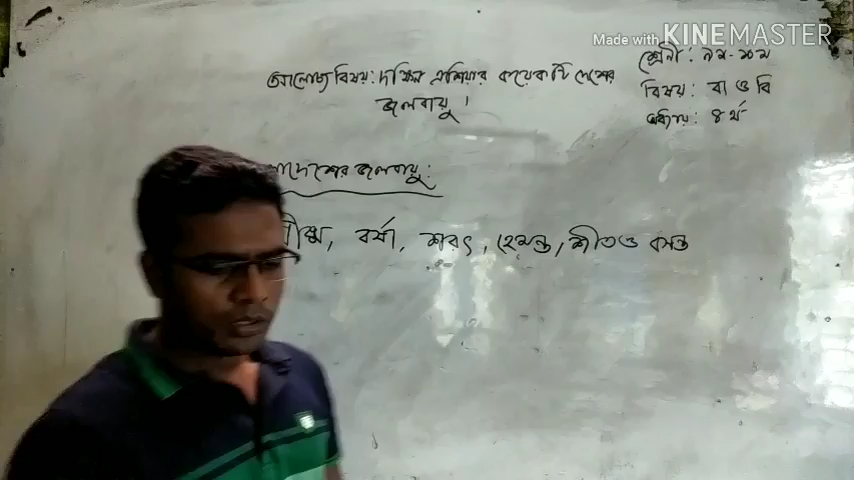 Made with KINEMASTER
শ্রেণী: ৯ম-১০ম
বিষয়: বা ও বি
অধ্যায়: ৪র্থ
আলোচ্য বিষয়: দক্ষিণ এশিয়ার কয়েকটি দেশের
জলবায়ু।
াদেশের জলবায়ু:
ীষ্ম, বর্ষা, শরৎ, হেমন্ত, শীত ও বসন্ত